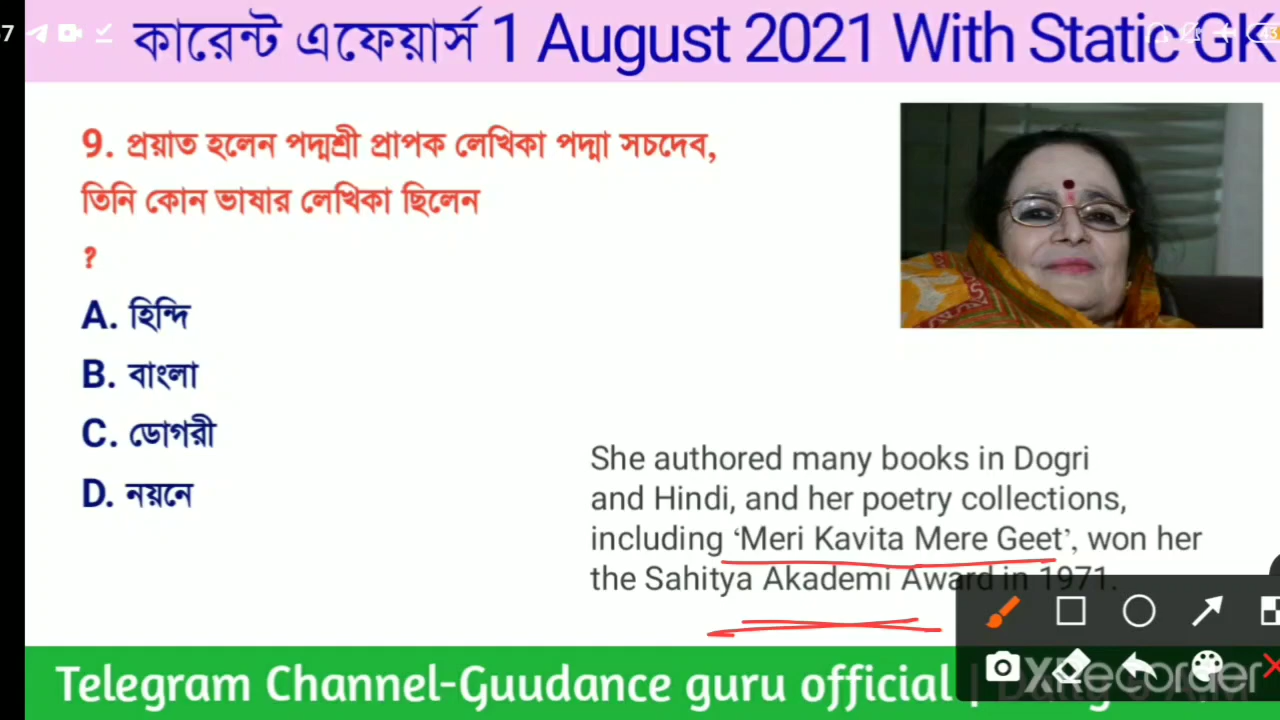 7
কারেন্ট এফেয়ার্স 1 August 2021 With Static GK
9. প্রয়াত হলেন পদ্মশ্রী প্রাপক লেখিকা পদ্মা সচদেব,
তিনি কোন ভাষার লেখিকা ছিলেন
?
A. হিন্দি
B. বাংলা
C. ডোগরী
D. নয়নে
She authored many books in Dogri
and Hindi, and her poetry collections,
including ‘Meri Kavita Mere Geet’, won her
the Sahitya Akademi Award in 1971.
Telegram Channel-Guudance guru official |
XRecorder